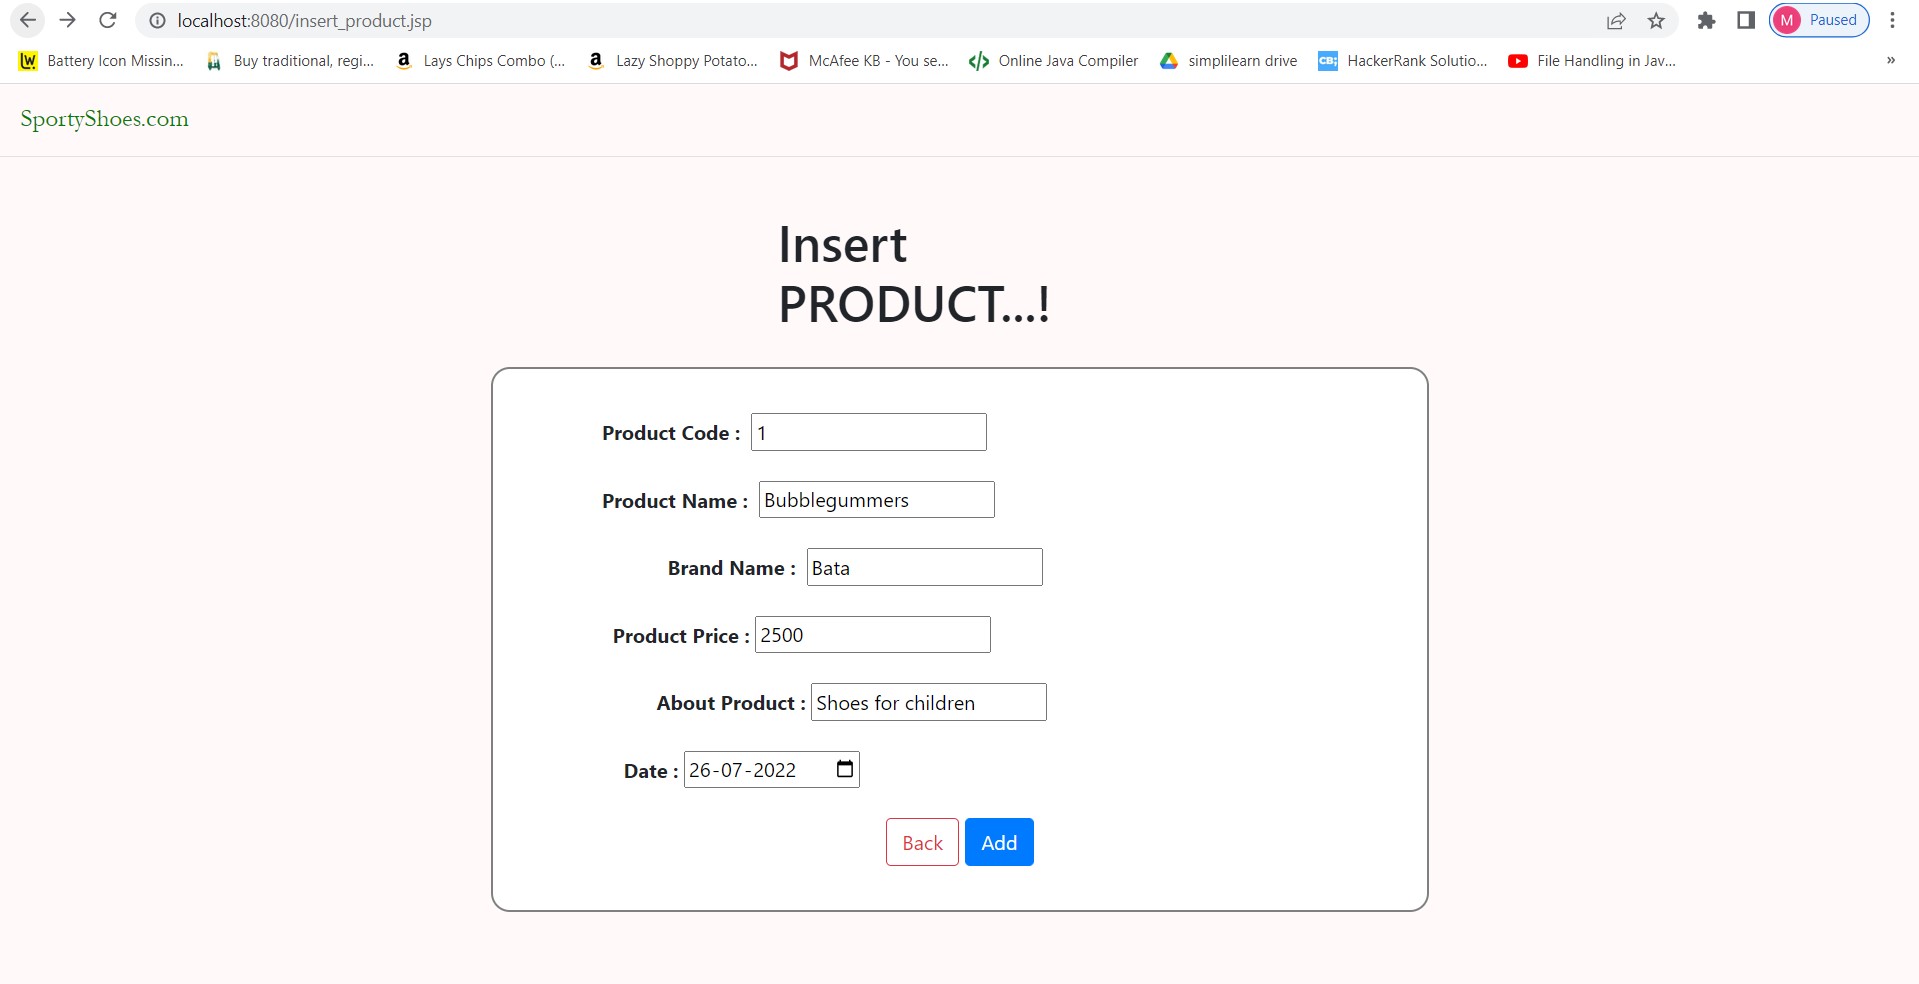 localhost:8080/insert_product.jsp
M Paused
Battery Icon Missin... Buy traditional, regi... Lays Chips Combo (... Lazy Shoppy Potato... McAfee KB - You se... Online Java Compiler simplilearn drive CB; HackerRank Solutio... File Handling in Jav... »
SportyShoes.com
Insert
PRODUCT...!
Product Code : 1
Product Name : Bubblegummers
Brand Name : Bata
Product Price : 2500
About Product : Shoes for children
Date : 26-07-2022
Back Add